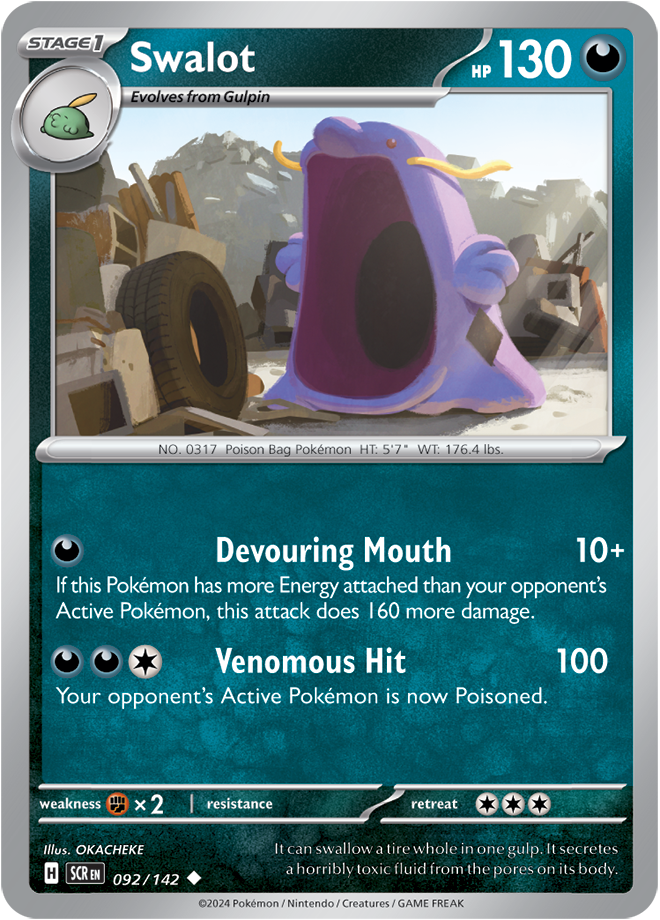 STAGE 1
Swalot
HP 130
Evolves from Gulpin
NO. 0317 Poison Bag Pokémon HT: 5'7" WT: 176.4 lbs.
Devouring Mouth 10+
If this Pokémon has more Energy attached than your opponent's
Active Pokémon, this attack does 160 more damage.
Venomous Hit 100
Your opponent's Active Pokémon is now Poisoned.
weakness ×2 resistance retreat
Illus. OKACHEKE
It can swallow a tire whole in one gulp. It secretes
a horribly toxic fluid from the pores on its body.
H SCR EN 092/142
©2024 Pokémon / Nintendo / Creatures / GAME FREAK